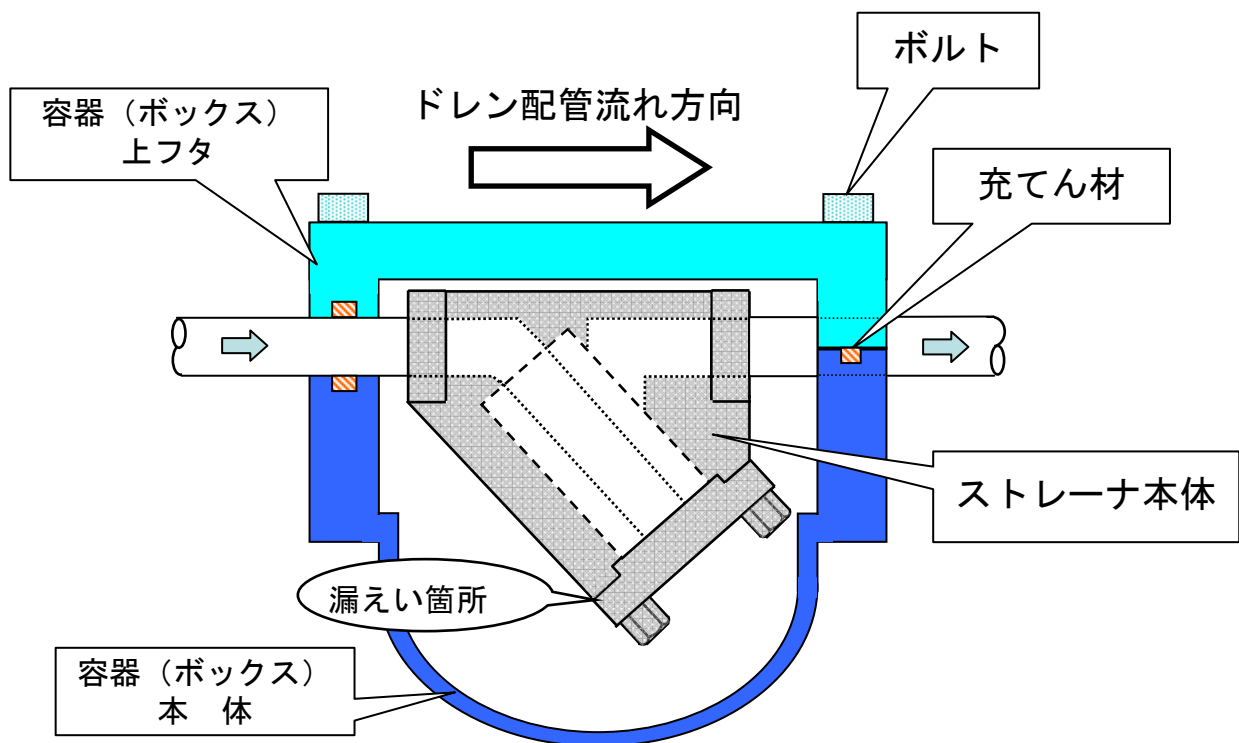 ボルト
容器（ボックス）
上フタ
ドレン配管流れ方向
充てん材
ストレーナ本体
漏えい箇所
容器（ボックス）
本　体